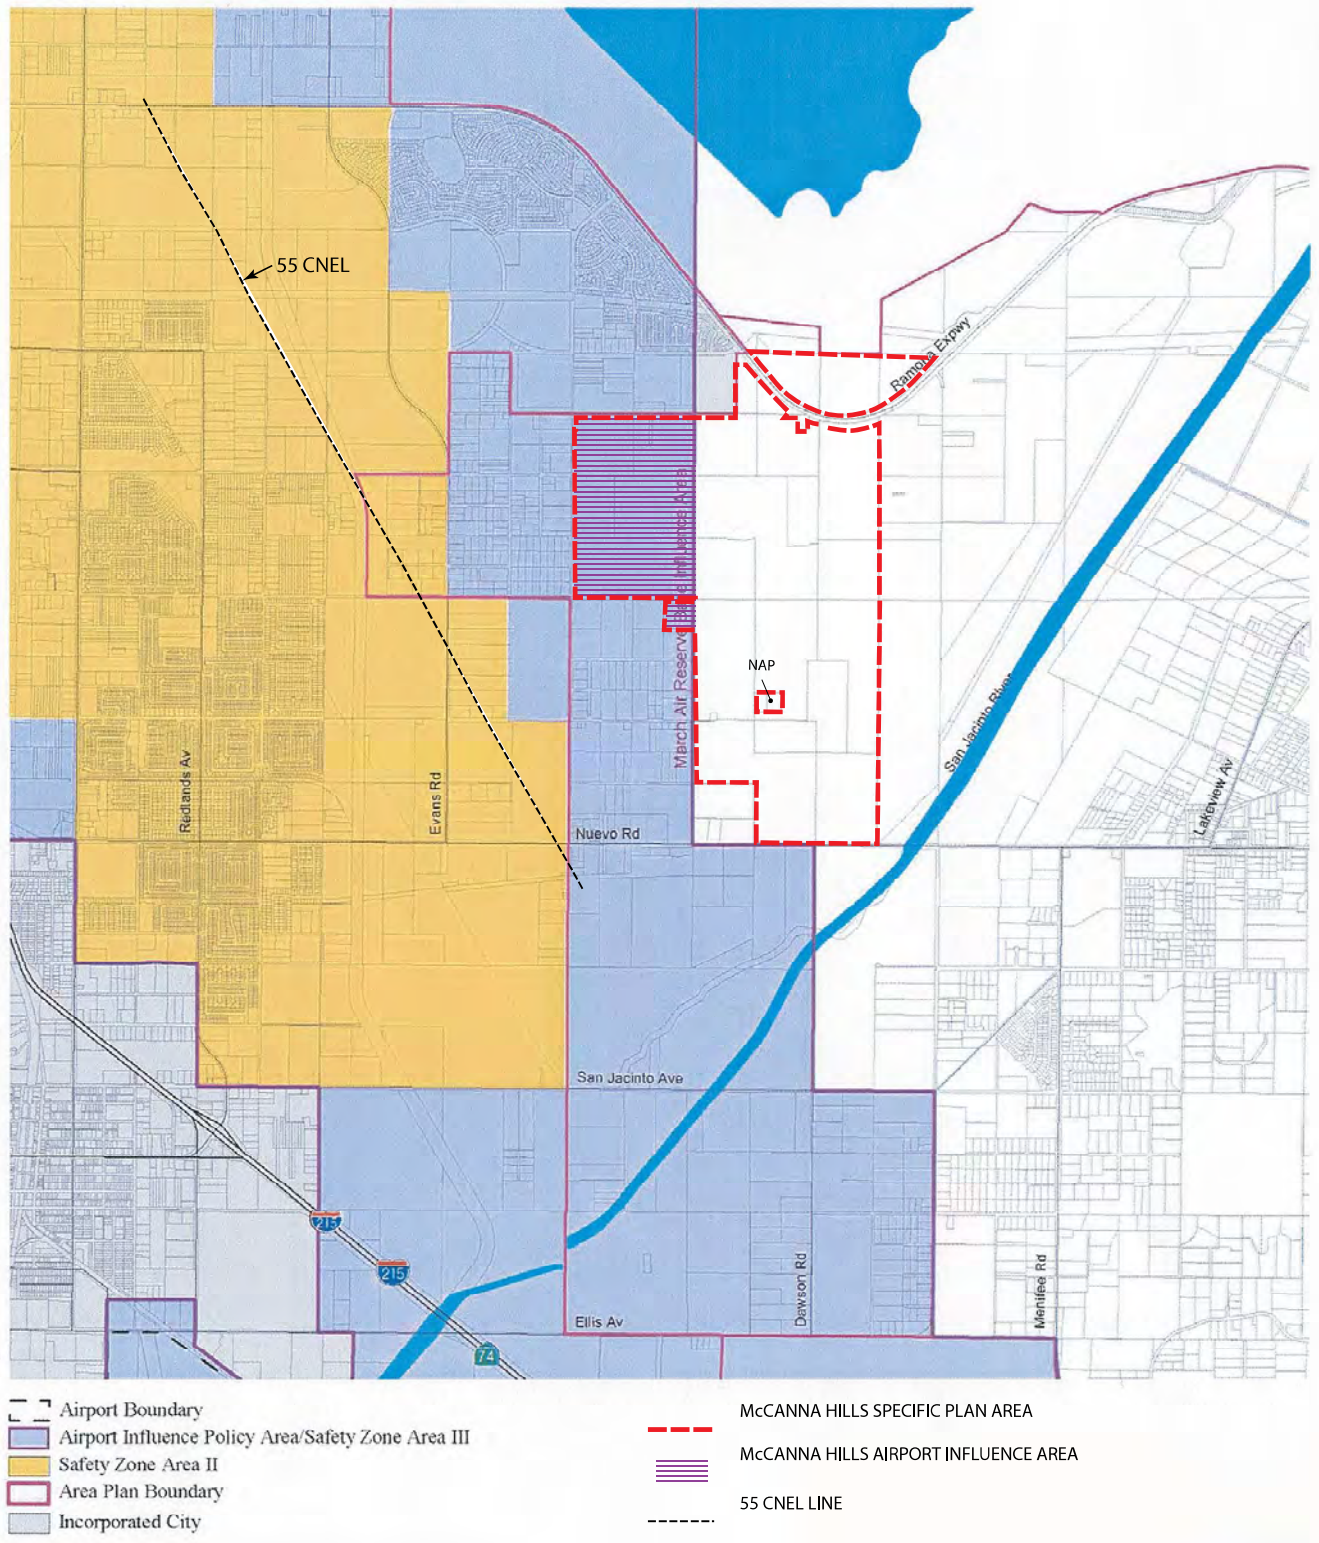 55 CNEL
Ramona Expwy
March Air Reserve Base Influence Area
NAP
San Jacinto River
Redlands Av
Evans Rd
Nuevo Rd
Lakeview Av
San Jacinto Ave
215
215
Dawson Rd
Menifee Rd
Ellis Av
74
Airport Boundary
Airport Influence Policy Area/Safety Zone Area III
Safety Zone Area II
Area Plan Boundary
Incorporated City
McCANNA HILLS SPECIFIC PLAN AREA
McCANNA HILLS AIRPORT INFLUENCE AREA
55 CNEL LINE